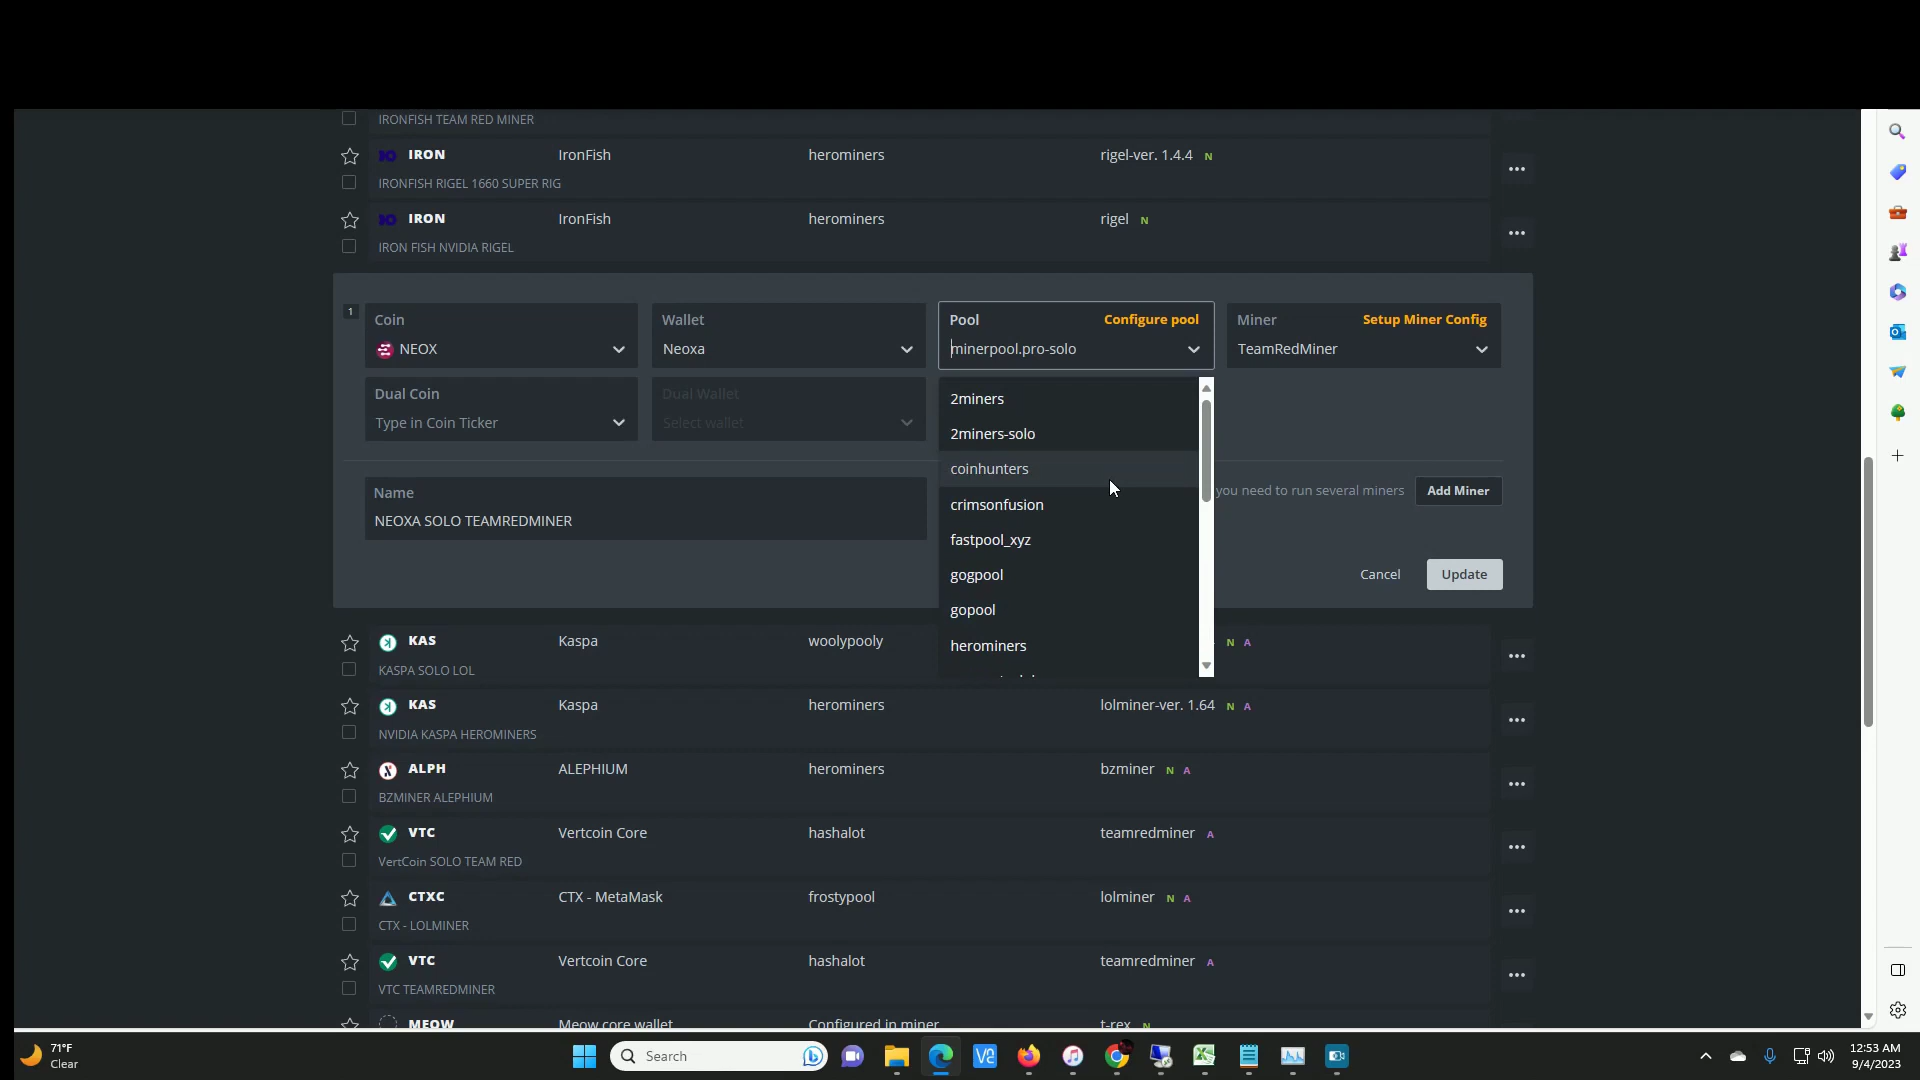 IRONFISH TEAM RED MINER
IRON IronFish herominers rigel-ver. 1.4.4 N
IRONFISH RIGEL 1660 SUPER RIG
IRON IronFish herominers rigel N
IRON FISH NVIDIA RIGEL
1
Coin Wallet Pool Configure pool Miner Setup Miner Config
NEOX Neoxa minerpool.pro-solo TeamRedMiner
Dual Coin Dual Wallet
Type in Coin Ticker Select wallet
2miners
2miners-solo
coinhunters
crimsonfusion
fastpool_xyz
gogpool
gopool
herominers
Name
NEOXA SOLO TEAMREDMINER
you need to run several miners Add Miner
Cancel Update
KAS Kaspa woolypooly N A
KASPA SOLO LOL
KAS Kaspa herominers lolminer-ver. 1.64 N A
NVIDIA KASPA HEROMINERS
ALPH ALEPHIUM herominers bzminer N A
BZMINER ALEPHIUM
VTC Vertcoin Core hashalot teamredminer A
VertCoin SOLO TEAM RED
CTXC CTX - MetaMask frostypool lolminer N A
CTX - LOLMINER
VTC Vertcoin Core hashalot teamredminer A
VTC TEAMREDMINER
MEOW Meow core wallet Configured in miner t-rex N
71°F
Clear
Search
12:53 AM
9/4/2023